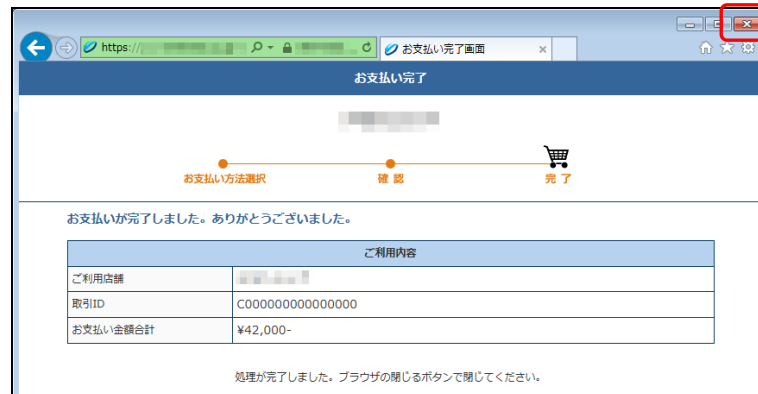 https://
お支払い完了画面
お支払い完了
お支払い方法選択
確 認
完 了
お支払いが完了しました。ありがとうございました。
ご利用内容
ご利用店舗
取引ID C000000000000000
お支払い金額合計 ¥42,000-
処理が完了しました。ブラウザの閉じるボタンで閉じてください。